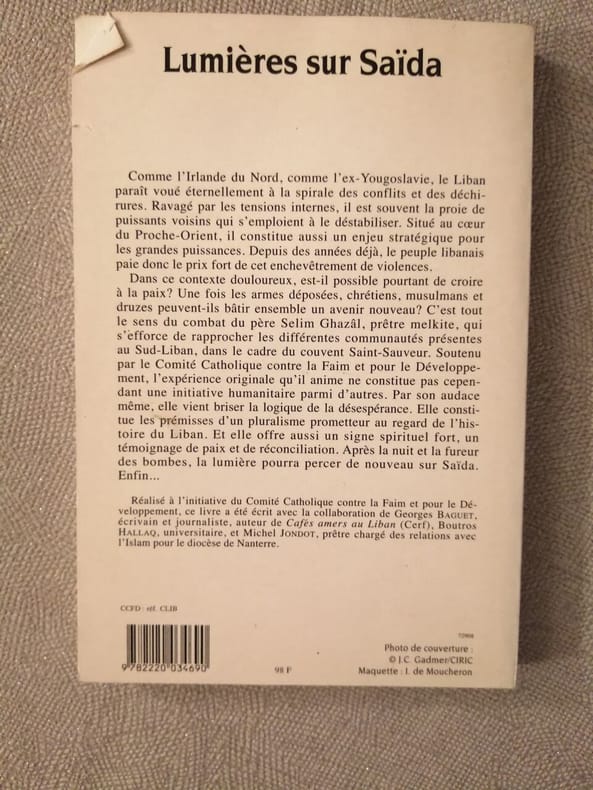 Lumières sur Saïda
Comme l'Irlande du Nord, comme l'ex-Yougoslavie, le Liban
paraît voué éternellement à la spirale des conflits et des déchi-
rures. Ravagé par les tensions internes, il est souvent la proie de
puissants voisins qui s'emploient à le déstabiliser. Situé au cœur
du Proche-Orient, il constitue aussi un enjeu stratégique pour
les grandes puissances. Depuis des années déjà, le peuple libanais
paie donc le prix fort de cet enchevêtrement de violences.
Dans ce contexte douloureux, est-il possible pourtant de croire
à la paix? Une fois les armes déposées, chrétiens, musulmans et
druzes peuvent-ils bâtir ensemble un avenir nouveau? C'est tout
le sens du combat du père Selim Ghazâl, prêtre melkite, qui
s'efforce de rapprocher les différentes communautés présentes
au Sud-Liban, dans le cadre du couvent Saint-Sauveur. Soutenu
par le Comité Catholique contre la Faim et pour le Développe-
ment, l'expérience originale qu'il anime ne constitue pas cepen-
dant une initiative humanitaire parmi d'autres. Par son audace
même, elle vient briser la logique de la désespérance. Elle consti-
tue les prémisses d'un pluralisme prometteur au regard de l'his-
toire du Liban. Et elle offre aussi un signe spirituel fort, un
témoignage de paix et de réconciliation. Après la nuit et la fureur
des bombes, la lumière pourra percer de nouveau sur Saïda.
Enfin...
Réalisé à l'initiative du Comité Catholique contre la Faim et pour le Dé-
veloppement, ce livre a été écrit avec la collaboration de Georges BAGUET,
écrivain et journaliste, auteur de Cafés amers au Liban (Cerf), Boutros
HALLAQ, universitaire, et Michel JONDOT, prêtre chargé des relations avec
l'Islam pour le diocèse de Nanterre.
CCFD : réf. CLIB
9782220034690
98 F
Photo de couverture :
© J.C. Gadmer/CIRIC
Maquette : I. de Moucheron